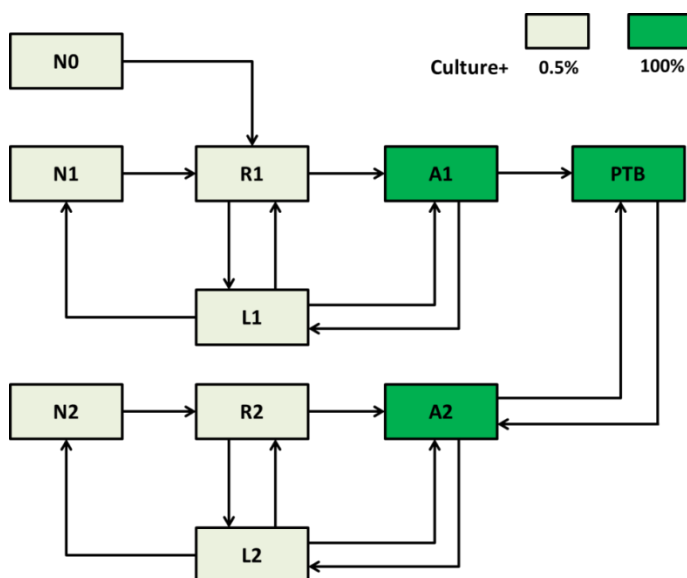 N0
Culture+ 0.5% 100%
N1 R1 A1 PTB
L1
N2 R2 A2
L2